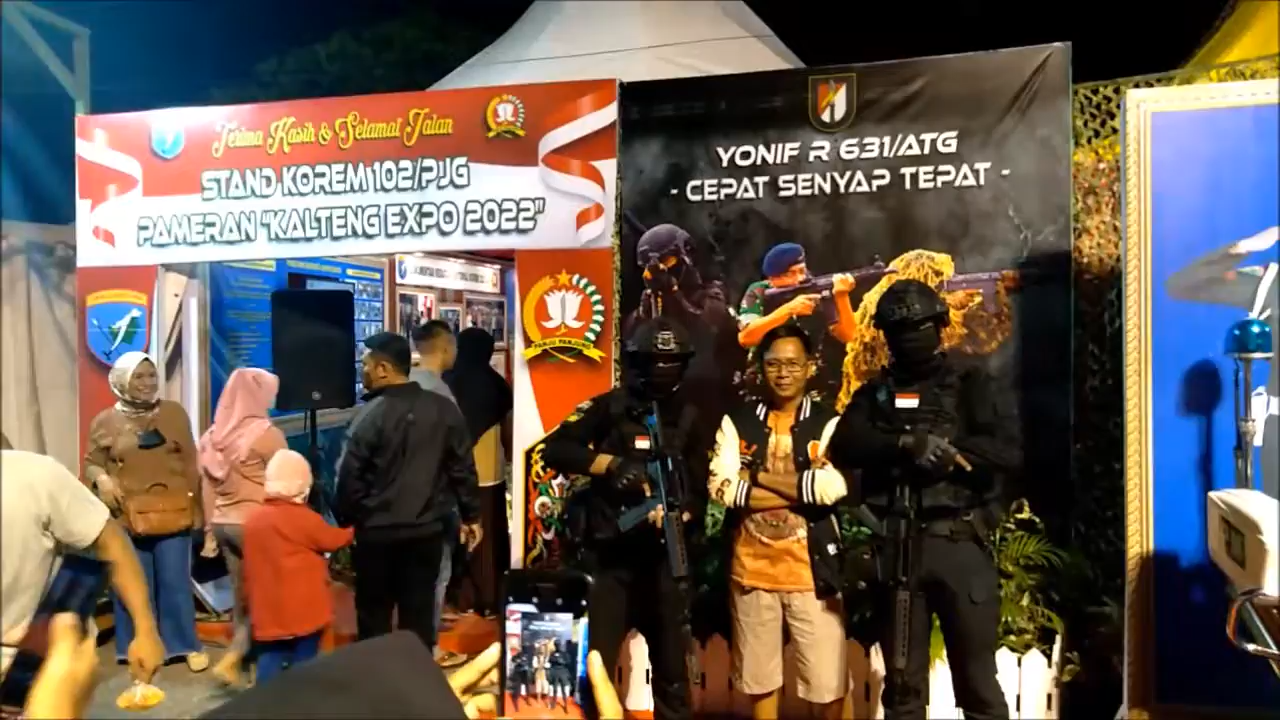 Terima Kasih & Selamat Jalan
STAND KOREM 102/PJG
PAMERAN "KALTENG EXPO 2022"
PANJU PANJUNG
YONIF R 631/ATG
- CEPAT SENYAP TEPAT -